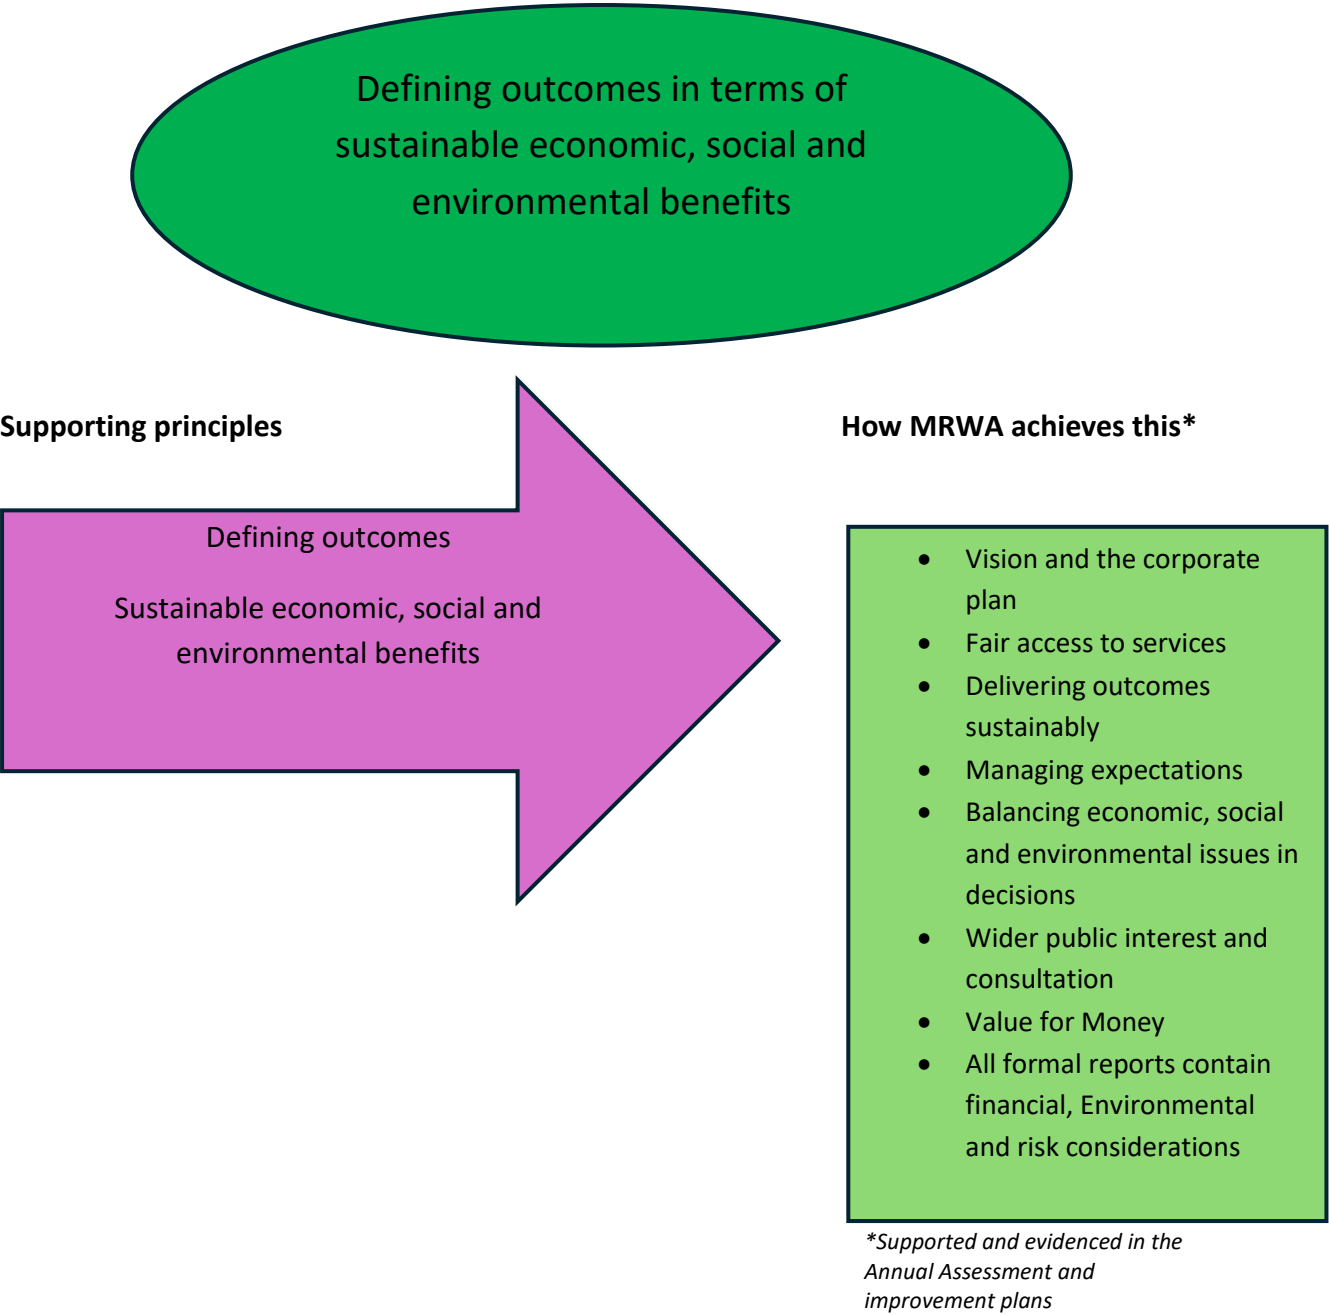 Defining outcomes in terms of
sustainable economic, social and
environmental benefits
Supporting principles
How MRWA achieves this*
Defining outcomes
Sustainable economic, social and
environmental benefits
• Vision and the corporate
plan
• Fair access to services
• Delivering outcomes
sustainably
• Managing expectations
• Balancing economic, social
and environmental issues in
decisions
• Wider public interest and
consultation
• Value for Money
• All formal reports contain
financial, Environmental
and risk considerations
*Supported and evidenced in the
Annual Assessment and
improvement plans